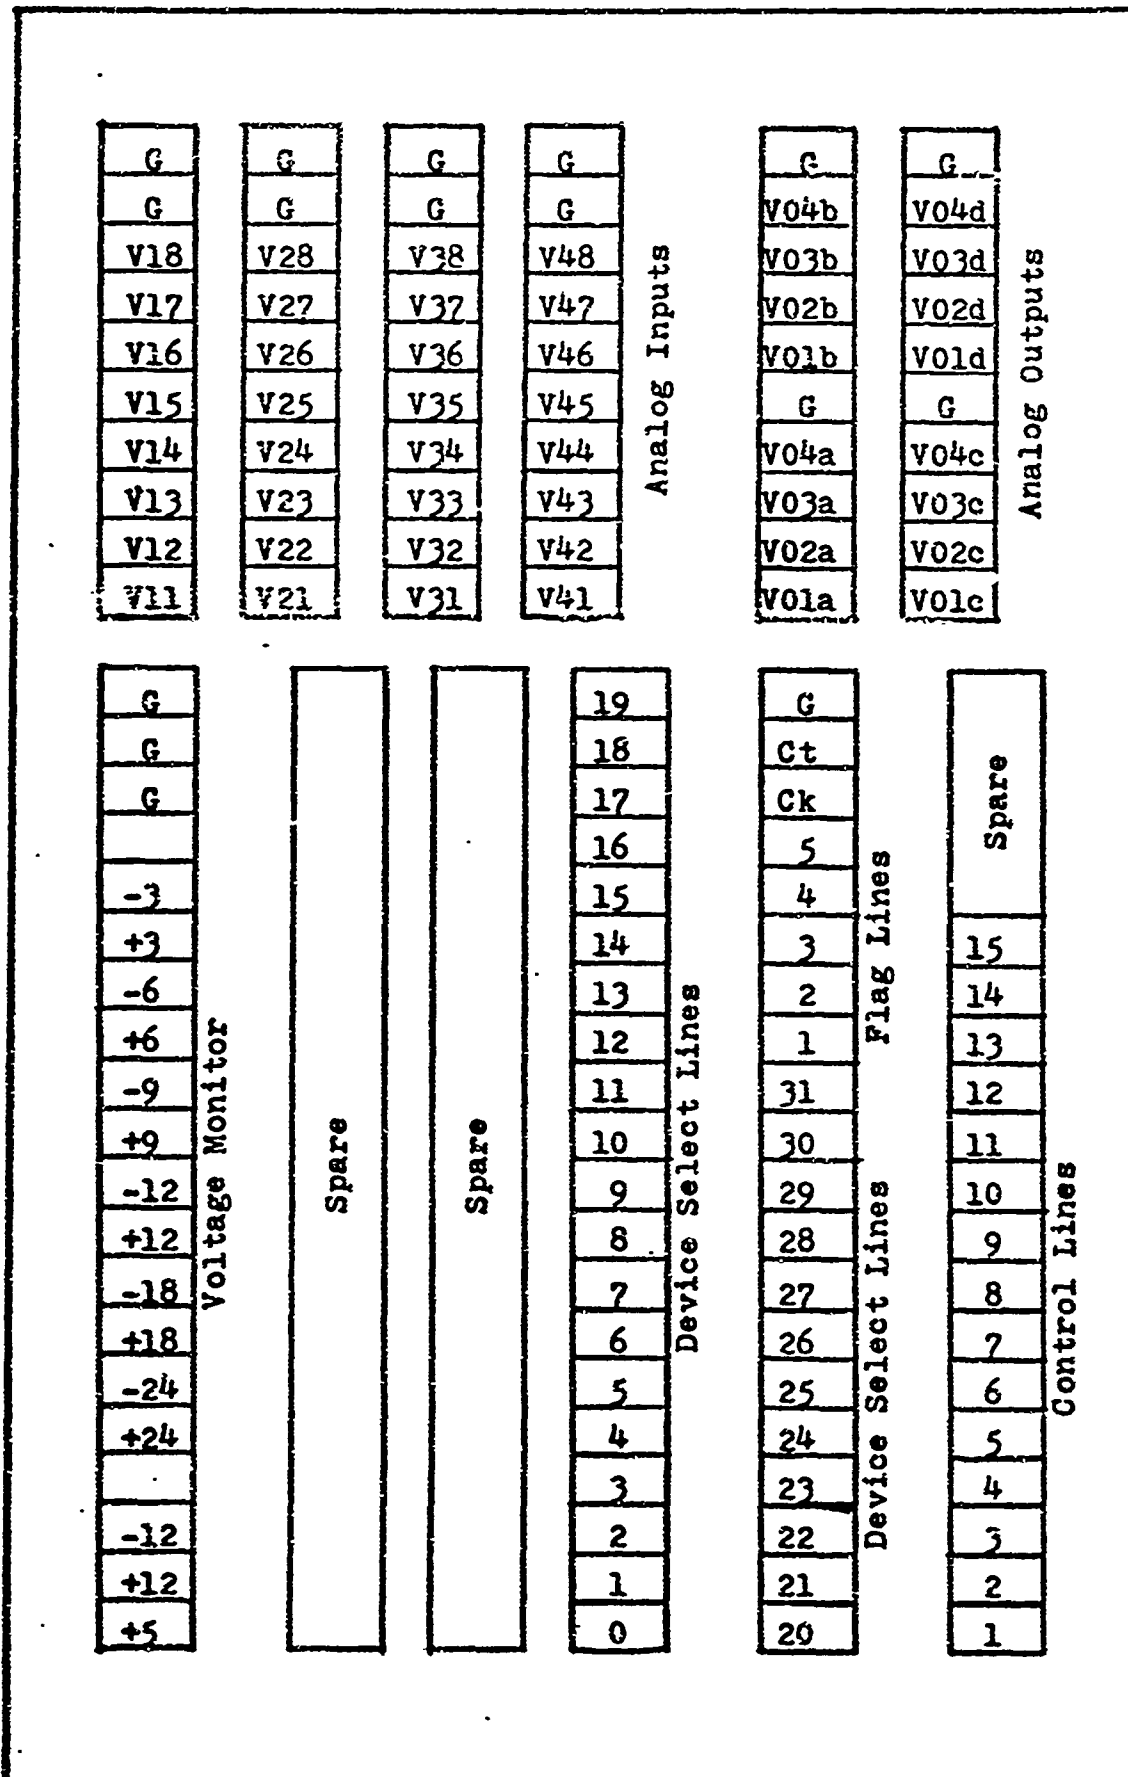 G G G G G G
G G G G V04b V04d
V18 V28 V38 V48 V03b V03d
V17 V27 V37 V47 V02b V02d
V16 V26 V36 V46 V01b V01d
V15 V25 V35 V45 G G
V14 V24 V34 V44 V04a V04c
V13 V23 V33 V43 V03a V03c
V12 V22 V32 V42 V02a V02c
V11 V21 V31 V41 V01a V01c
Analog Inputs
Analog Outputs
G 19 G
G 18 Ct
G 17 Ck
16 5
-3 15 4
+3 14 3 15
-6 13 2 14
+6 12 1 13
-9 11 31 12
+9 10 30 11
-12 9 29 10
+12 8 28 9
-18 7 27 8
+18 6 26 7
-24 5 25 6
+24 4 24 5
3 23 4
-12 2 22 3
+12 1 21 2
+5 0 20 1
Voltage Monitor
Spare
Spare
Device Select Lines
Flag Lines
Device Select Lines
Spare
Control Lines